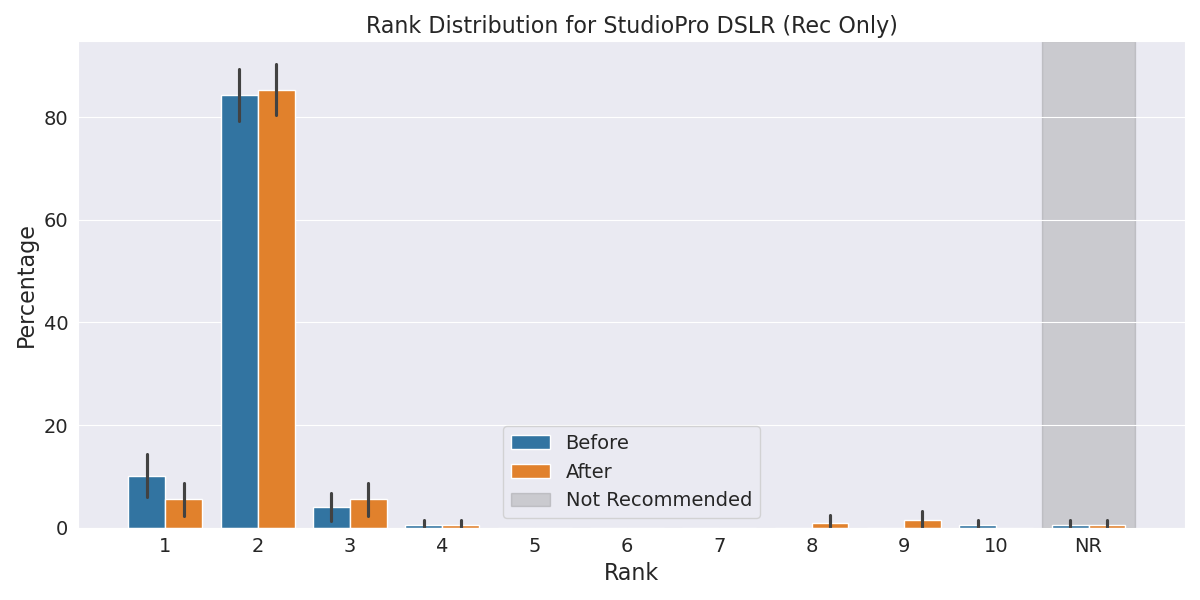 Rank Distribution for StudioPro DSLR (Rec Only)
Percentage
80
60
40
20
0
Before
After
Not Recommended
1 2 3 4 5 6 7 8 9 10 NR
Rank